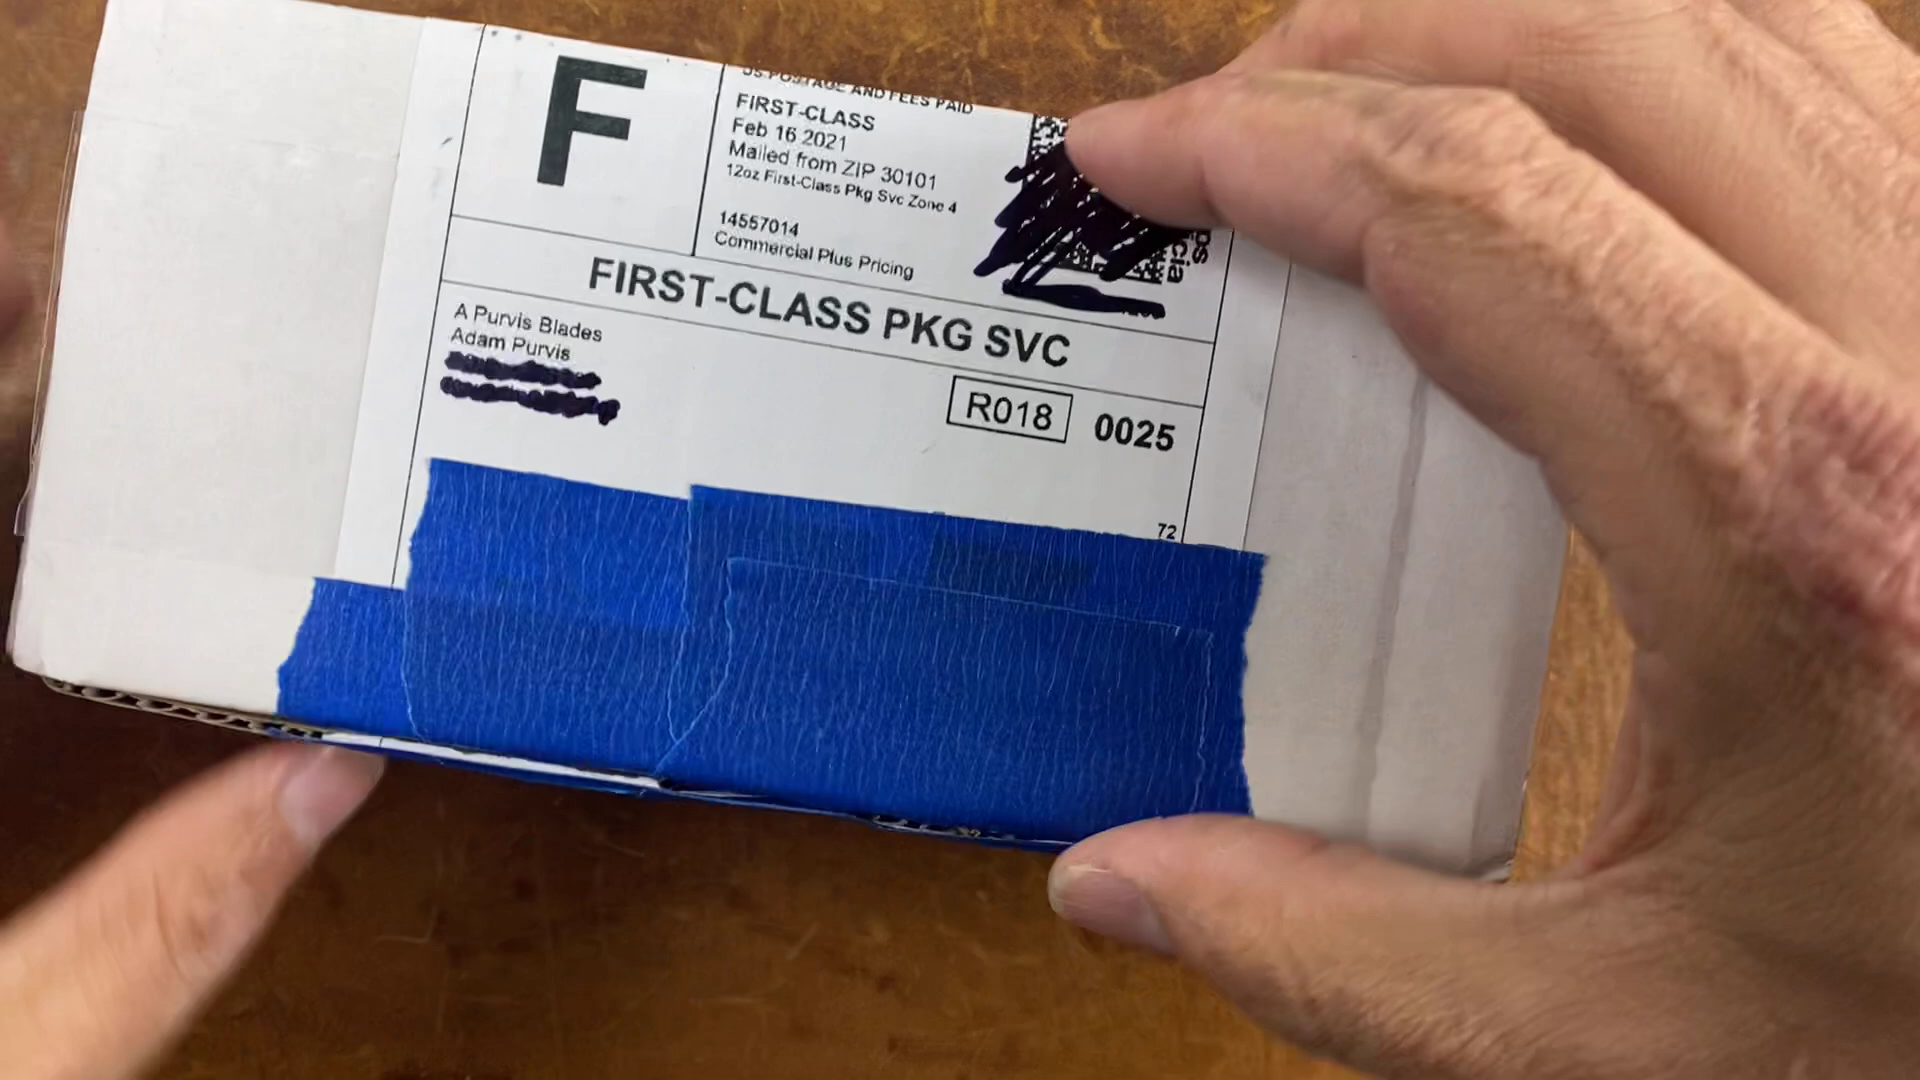 F
US POSTAGE AND FEES PAID
FIRST-CLASS
Feb 16 2021
Mailed from ZIP 30101
12oz First-Class Pkg Svc Zone 4
14557014
Commercial Plus Pricing
FIRST-CLASS PKG SVC
A Purvis Blades
Adam Purvis
R018 0025
72